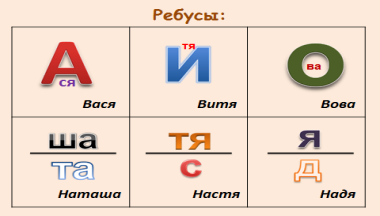 Ребусы:
А ся
Вася
И тя
Витя
О ва
Вова
ша
та
Наташа
тя
с
Настя
я
д
Надя